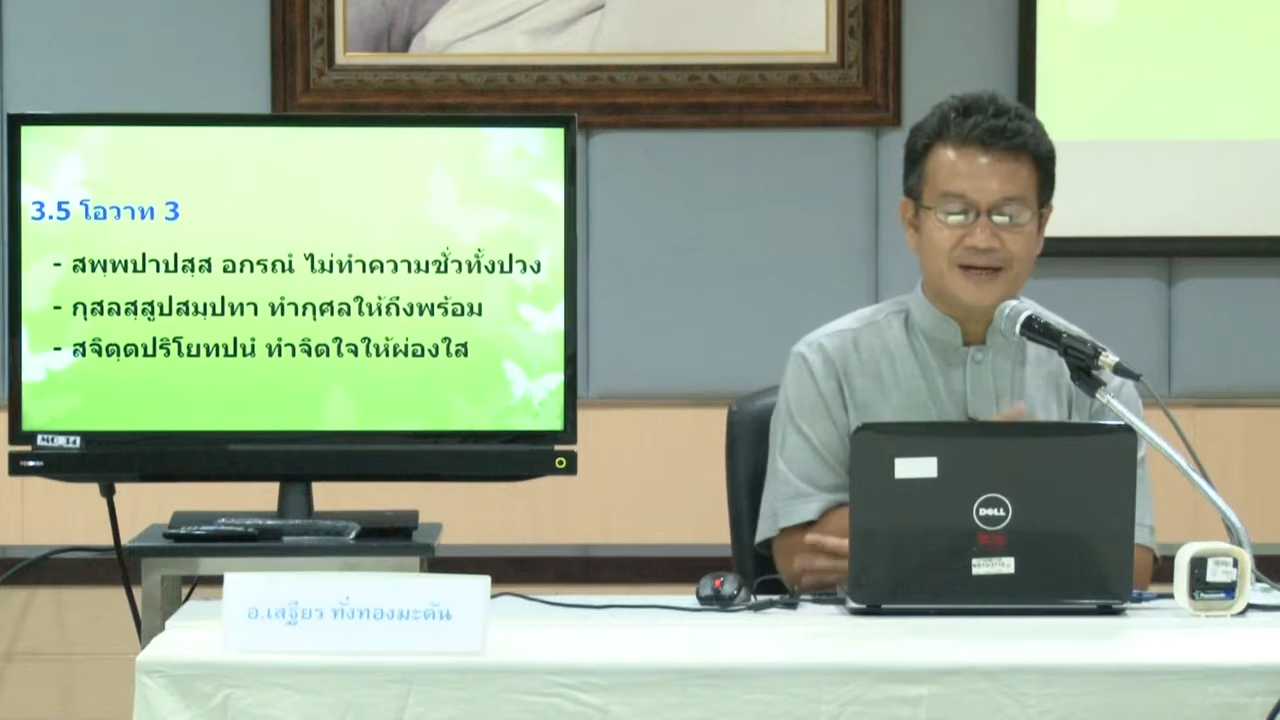 3.5 โอวาท 3
- สพฺพปาปสฺส อกรณํ ไม่ทำความชั่วทั้งปวง
- กุสลสฺสูปสมฺปทา ทำกุศลให้ถึงพร้อม
- สจิตฺตปริโยทปนํ ทำจิตใจให้ผ่องใส
TOSHIBA
DELL
Panasonic
อ.เสฐียร ทั่งทองมะดัน